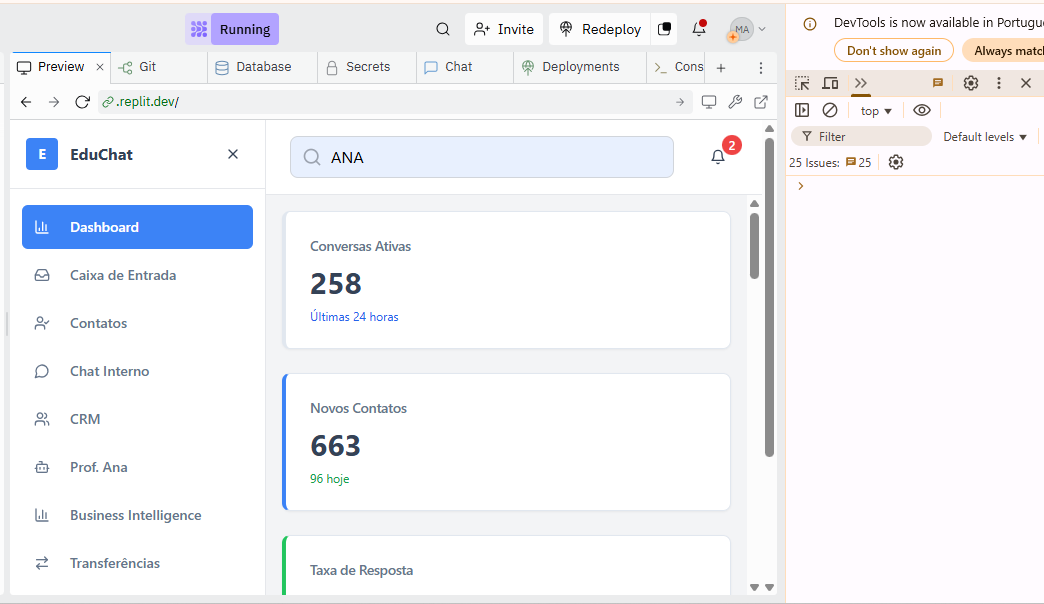 Running
Invite
Redeploy
MA
DevTools is now available in Portugue
Don't show again
Always match
Preview
Git
Database
Secrets
Chat
Deployments
Cons
.replit.dev/
top
Filter
Default levels
25 Issues:
25
E
EduChat
ANA
2
Dashboard
Caixa de Entrada
Contatos
Chat Interno
CRM
Prof. Ana
Business Intelligence
Transferências
Conversas Ativas
258
Últimas 24 horas
Novos Contatos
663
96 hoje
Taxa de Resposta